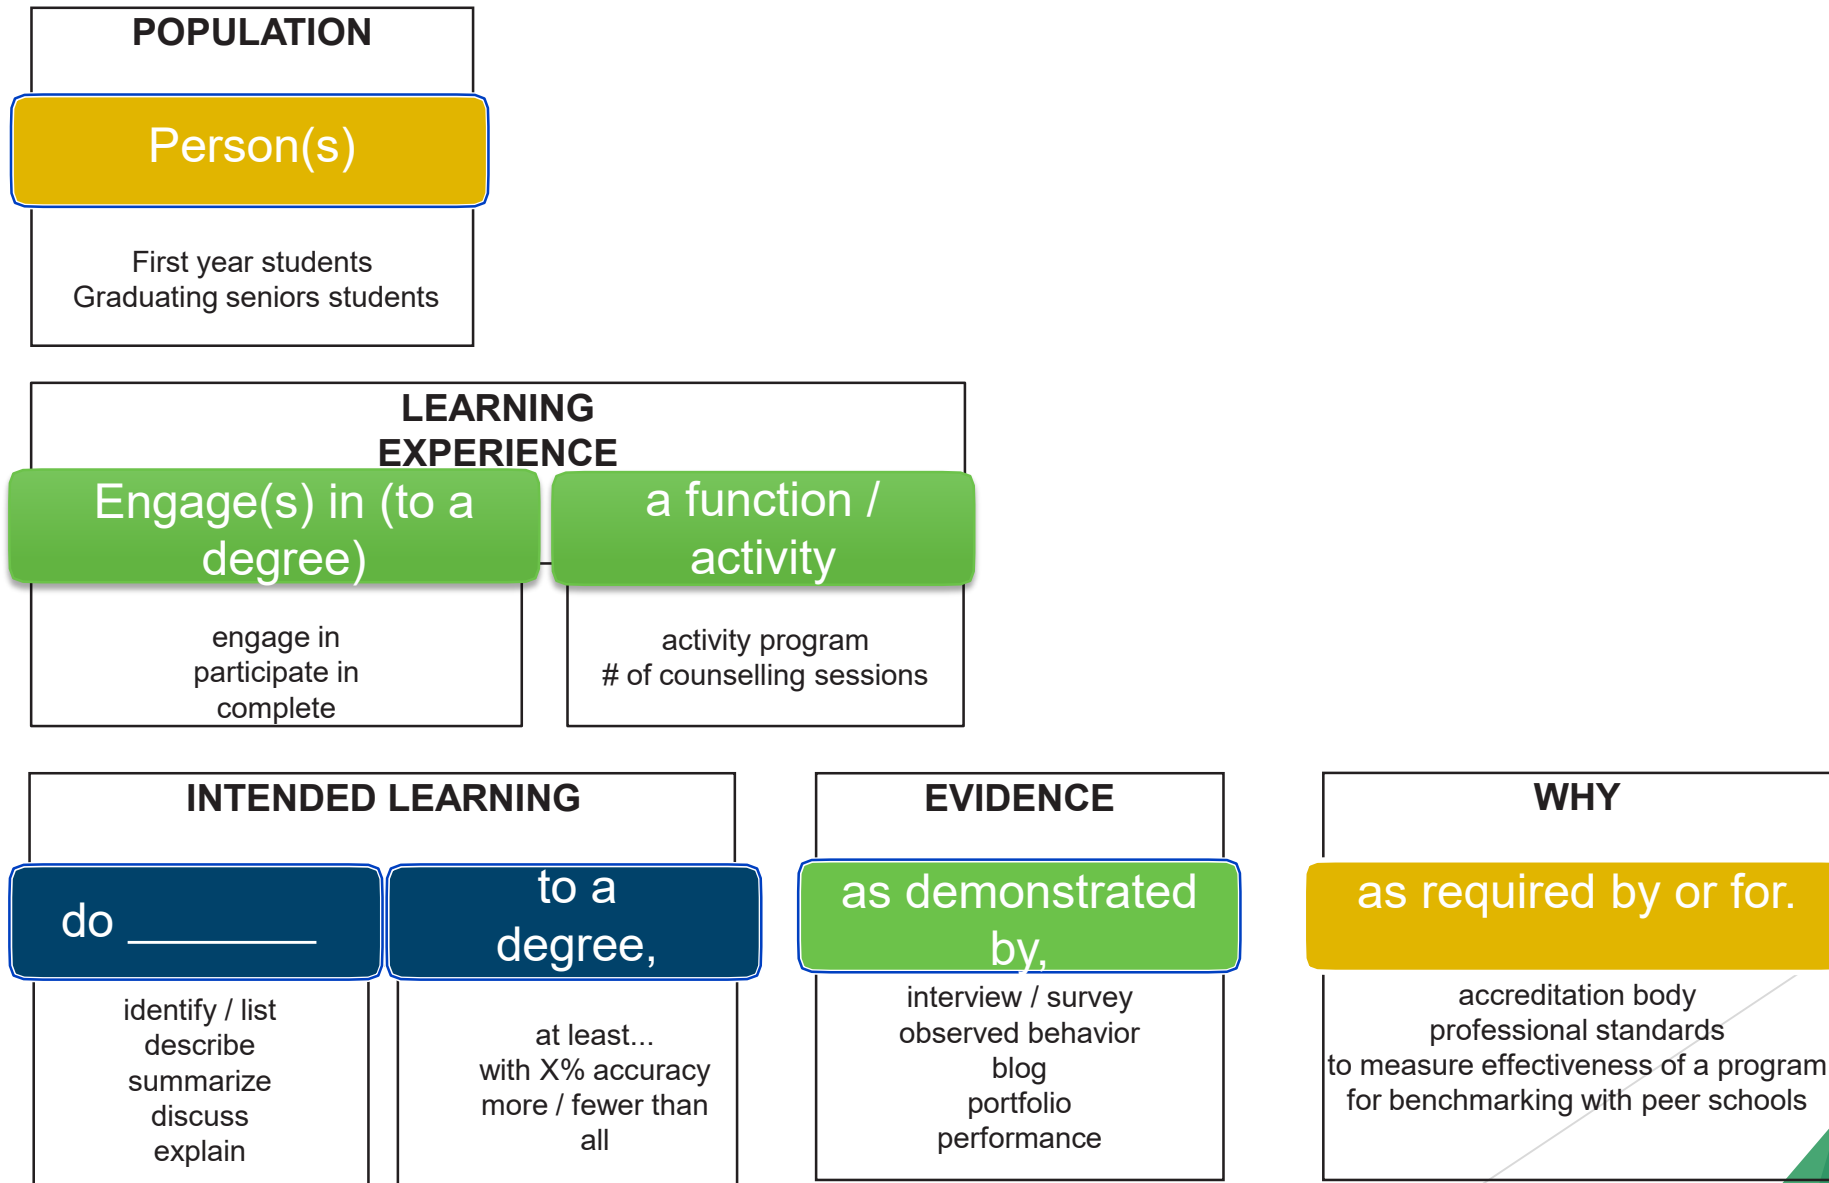 POPULATION
Person(s)
First year students
Graduating seniors students
LEARNING
EXPERIENCE
Engage(s) in (to a
degree)
engage in
participate in
complete
a function /
activity
activity program
# of counselling sessions
INTENDED LEARNING
do _______
identify / list
describe
summarize
discuss
explain
to a
degree,
at least...
with X% accuracy
more / fewer than
all
EVIDENCE
as demonstrated
by,
interview / survey
observed behavior
blog
portfolio
performance
WHY
as required by or for.
accreditation body
professional standards
to measure effectiveness of a program
for benchmarking with peer schools